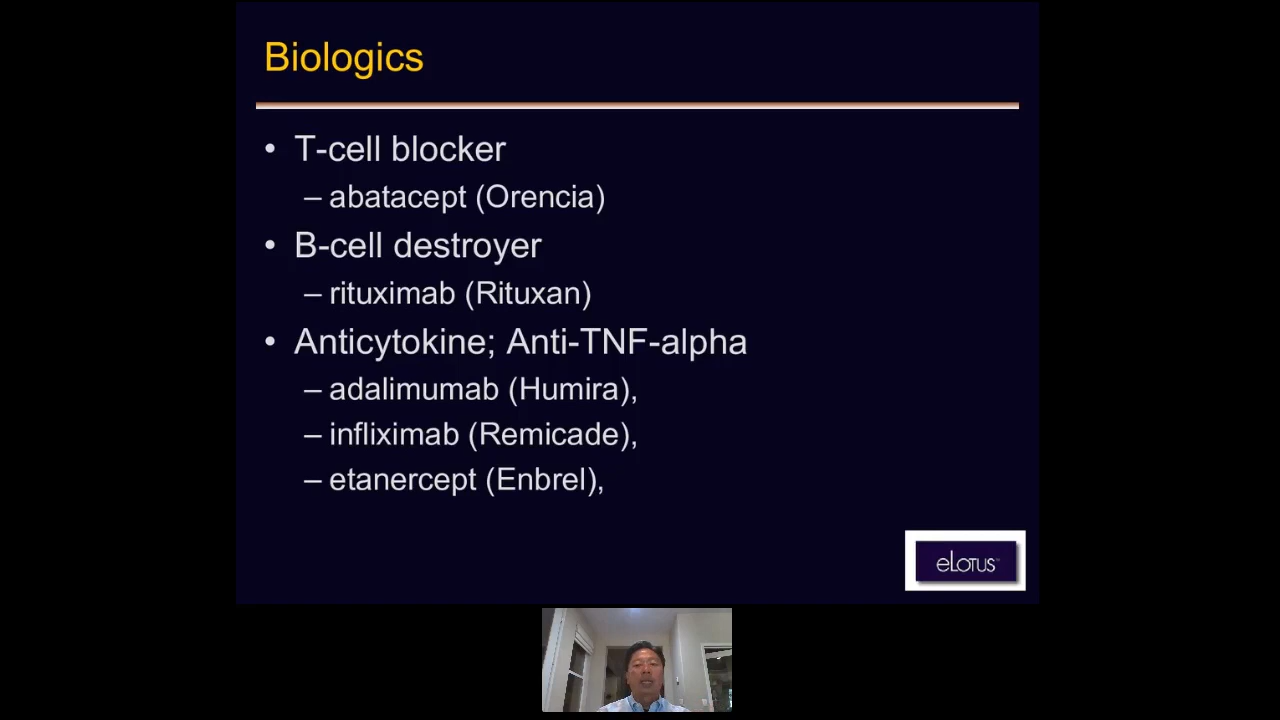 Biologics
• T-cell blocker
– abatacept (Orencia)
• B-cell destroyer
– rituximab (Rituxan)
• Anticytokine; Anti-TNF-alpha
– adalimumab (Humira),
– infliximab (Remicade),
– etanercept (Enbrel),
eLotus